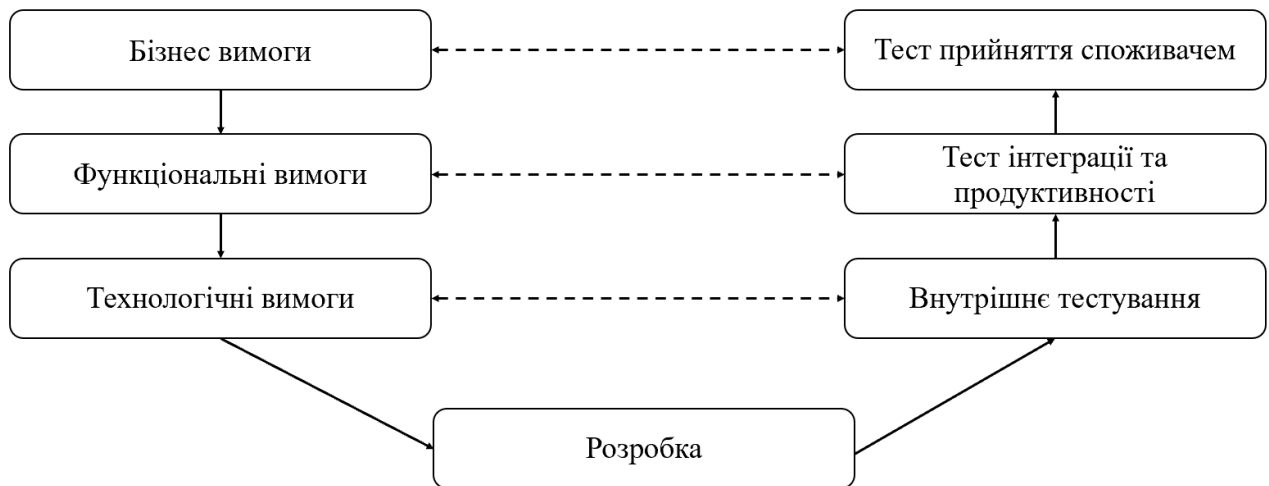 Бізнес вимоги
Тест прийняття споживачем
Функціональні вимоги
Тест інтеграції та
продуктивності
Технологічні вимоги
Внутрішнє тестування
Розробка